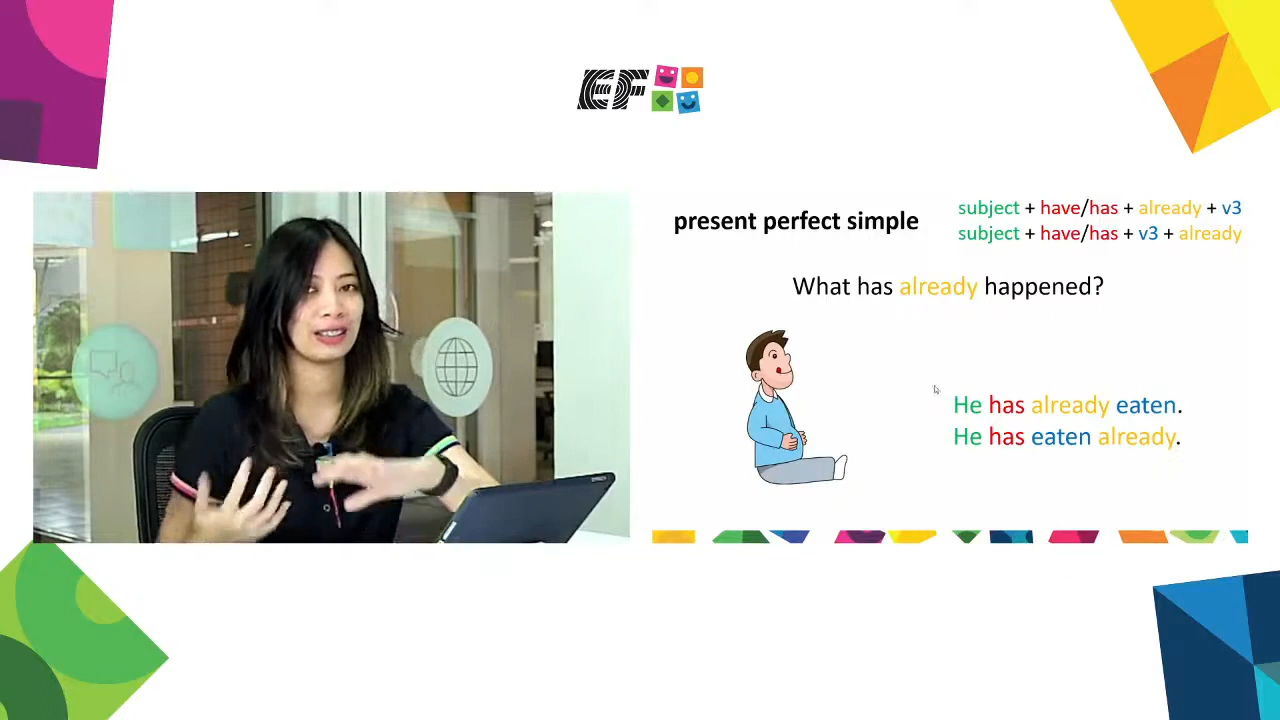 EF
present perfect simple
subject + have/has + already + v3
subject + have/has + v3 + already
What has already happened?
He has already eaten.
He has eaten already.